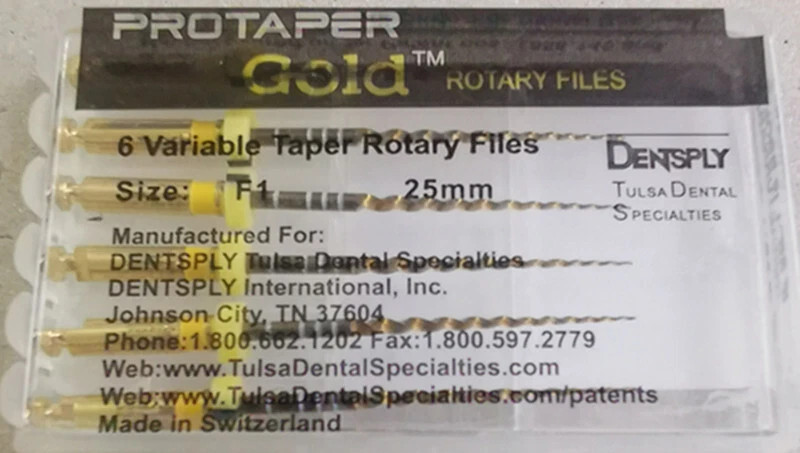 PROTAPER
Gold™ ROTARY FILES
6 Variable Taper Rotary Files
DENTSPLY
Size: F1 25mm
TULSA DENTAL
SPECIALTIES
Manufactured For:
DENTSPLY Tulsa Dental Specialties
DENTSPLY International, Inc.
Johnson City, TN 37604
Phone:1.800.662.1202 Fax:1.800.597.2779
Web:www.TulsaDentalSpecialties.com
Web:www.TulsaDentalSpecialties.com/patents
Made in Switzerland